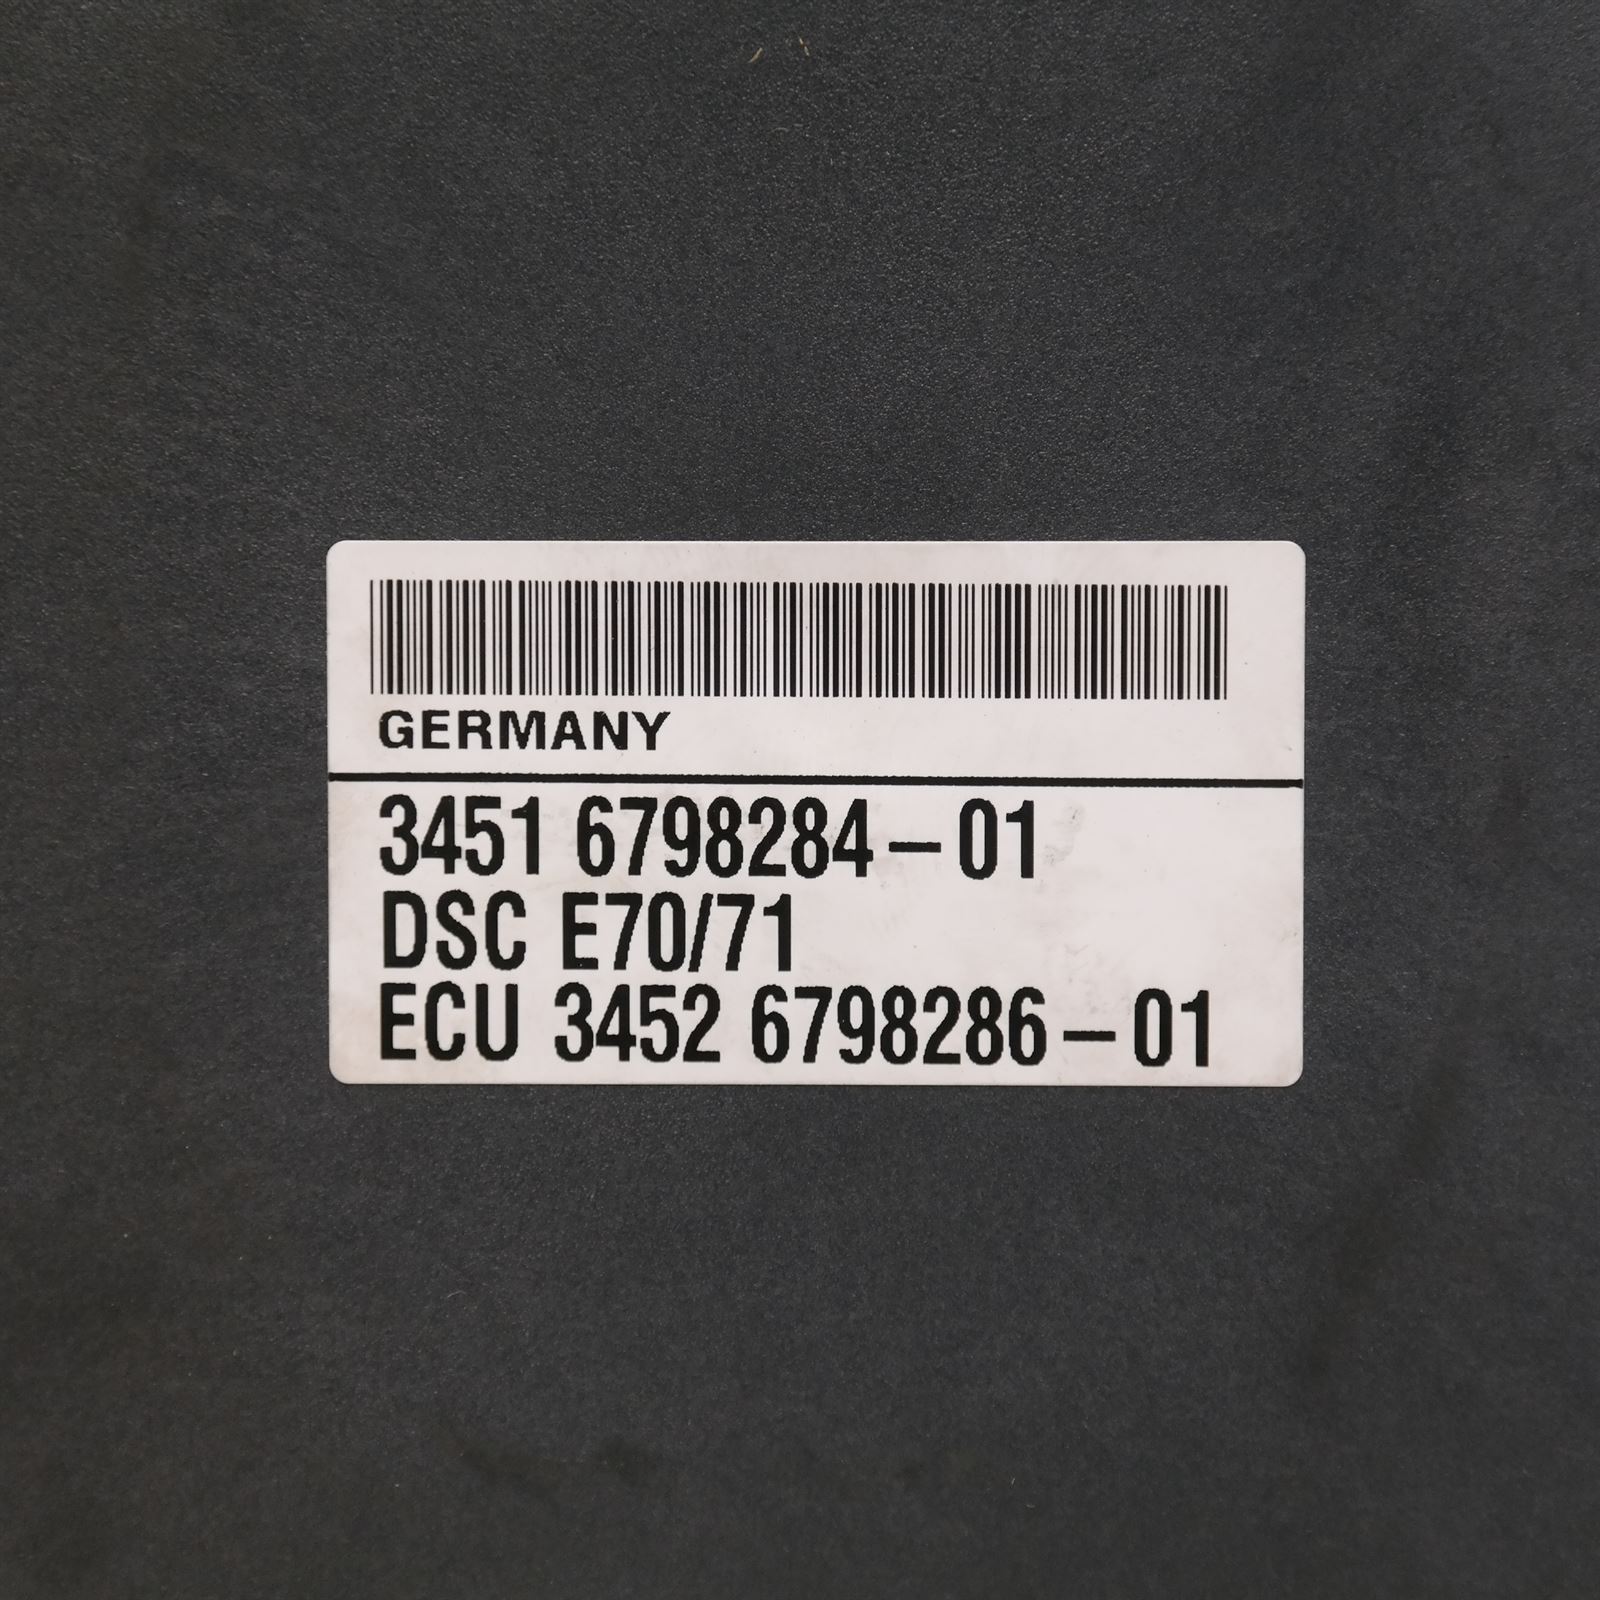 GERMANY
3451 6798284-01
DSC E70/71
ECU 3452 6798286-01